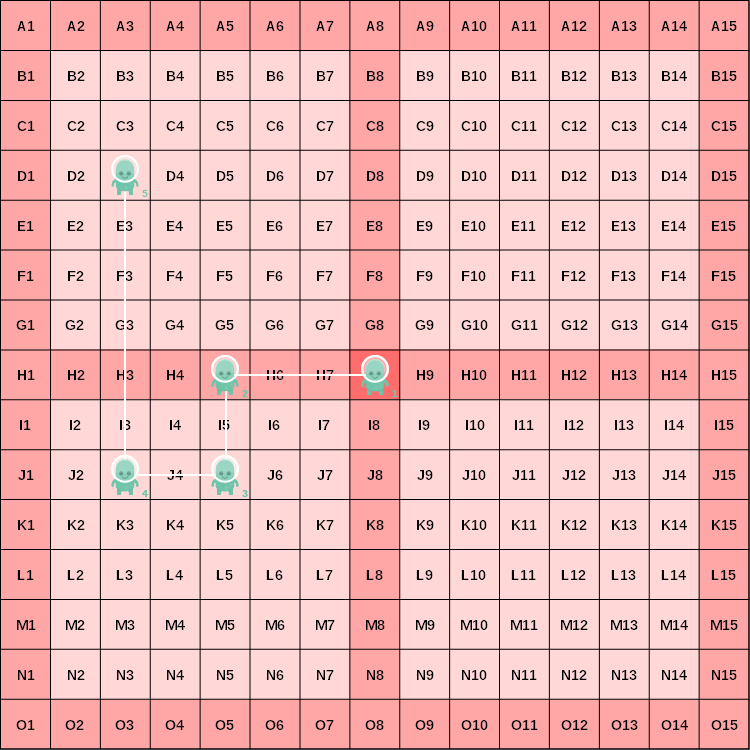 A1 A2 A3 A4 A5 A6 A7 A8 A9 A10 A11 A12 A13 A14 A15
B1 B2 B3 B4 B5 B6 B7 B8 B9 B10 B11 B12 B13 B14 B15
C1 C2 C3 C4 C5 C6 C7 C8 C9 C10 C11 C12 C13 C14 C15
D1 D2 5 D4 D5 D6 D7 D8 D9 D10 D11 D12 D13 D14 D15
E1 E2 E3 E4 E5 E6 E7 E8 E9 E10 E11 E12 E13 E14 E15
F1 F2 F3 F4 F5 F6 F7 F8 F9 F10 F11 F12 F13 F14 F15
G1 G2 G3 G4 G5 G6 G7 G8 G9 G10 G11 G12 G13 G14 G15
H1 H2 H3 H4 2 H6 H7 1 H9 H10 H11 H12 H13 H14 H15
I1 I2 I3 I4 I5 I6 I7 I8 I9 I10 I11 I12 I13 I14 I15
J1 J2 4 J4 3 J6 J7 J8 J9 J10 J11 J12 J13 J14 J15
K1 K2 K3 K4 K5 K6 K7 K8 K9 K10 K11 K12 K13 K14 K15
L1 L2 L3 L4 L5 L6 L7 L8 L9 L10 L11 L12 L13 L14 L15
M1 M2 M3 M4 M5 M6 M7 M8 M9 M10 M11 M12 M13 M14 M15
N1 N2 N3 N4 N5 N6 N7 N8 N9 N10 N11 N12 N13 N14 N15
O1 O2 O3 O4 O5 O6 O7 O8 O9 O10 O11 O12 O13 O14 O15